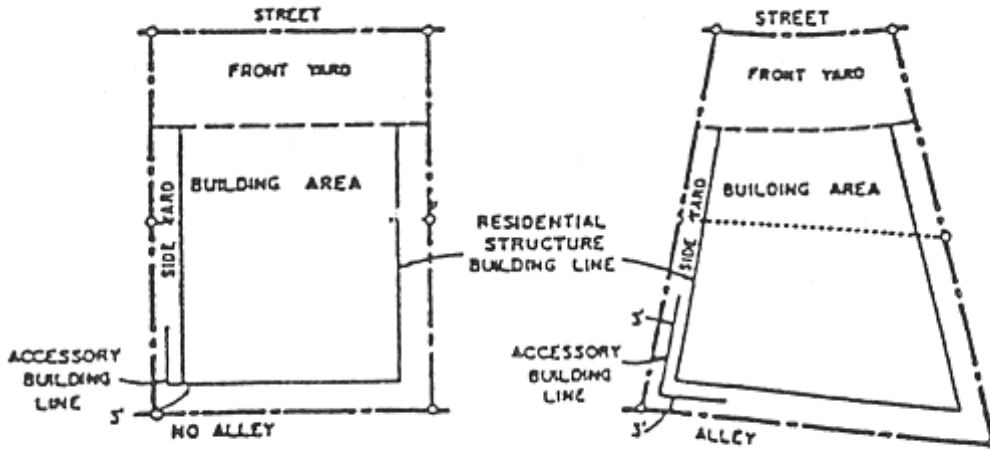 STREET
FRONT YARD
BUILDING AREA
SIDE YARD
ACCESSORY
BUILDING
LINE
3'
NO ALLEY
RESIDENTIAL
STRUCTURE
BUILDING LINE
STREET
FRONT YARD
BUILDING AREA
SIDE YARD
3'
ACCESSORY
BUILDING
LINE
3'
ALLEY